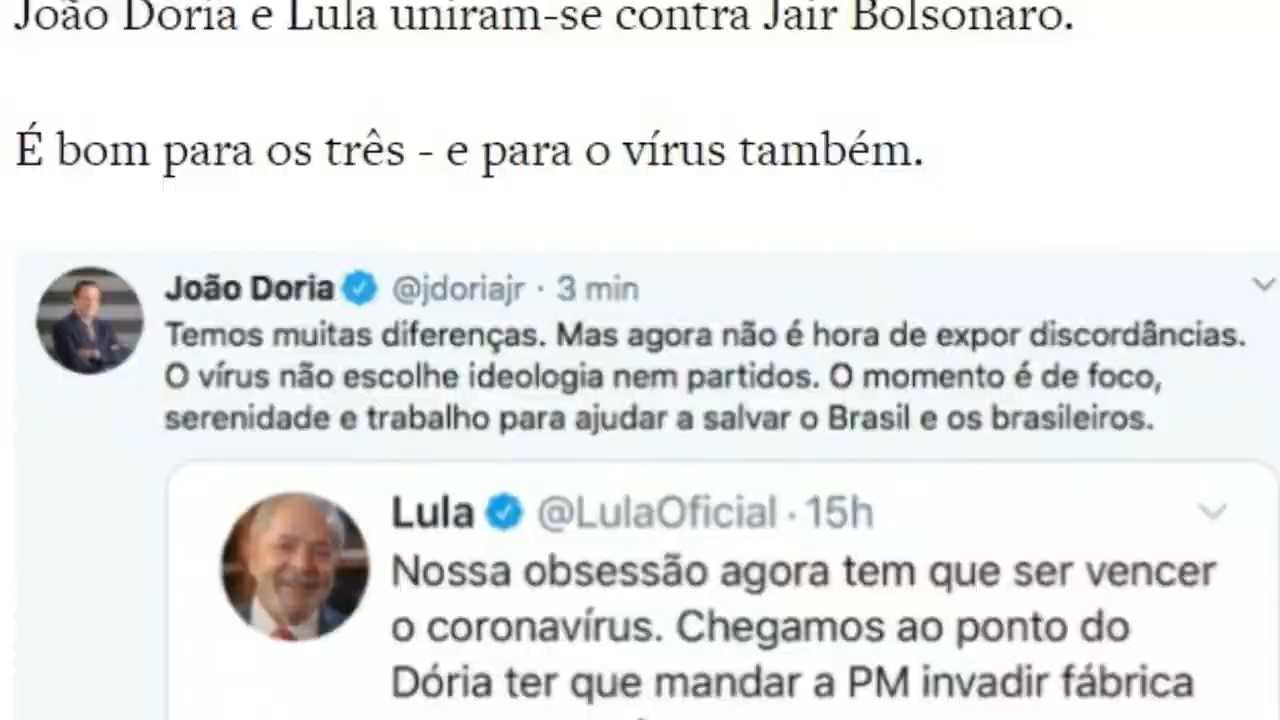 João Doria e Lula uniram-se contra Jair Bolsonaro.
É bom para os três - e para o vírus também.
João Doria @jdoriajr · 3 min
Temos muitas diferenças. Mas agora não é hora de expor discordâncias.
O vírus não escolhe ideologia nem partidos. O momento é de foco,
serenidade e trabalho para ajudar a salvar o Brasil e os brasileiros.
Lula @LulaOficial · 15h
Nossa obsessão agora tem que ser vencer
o coronavírus. Chegamos ao ponto do
Dória ter que mandar a PM invadir fábrica